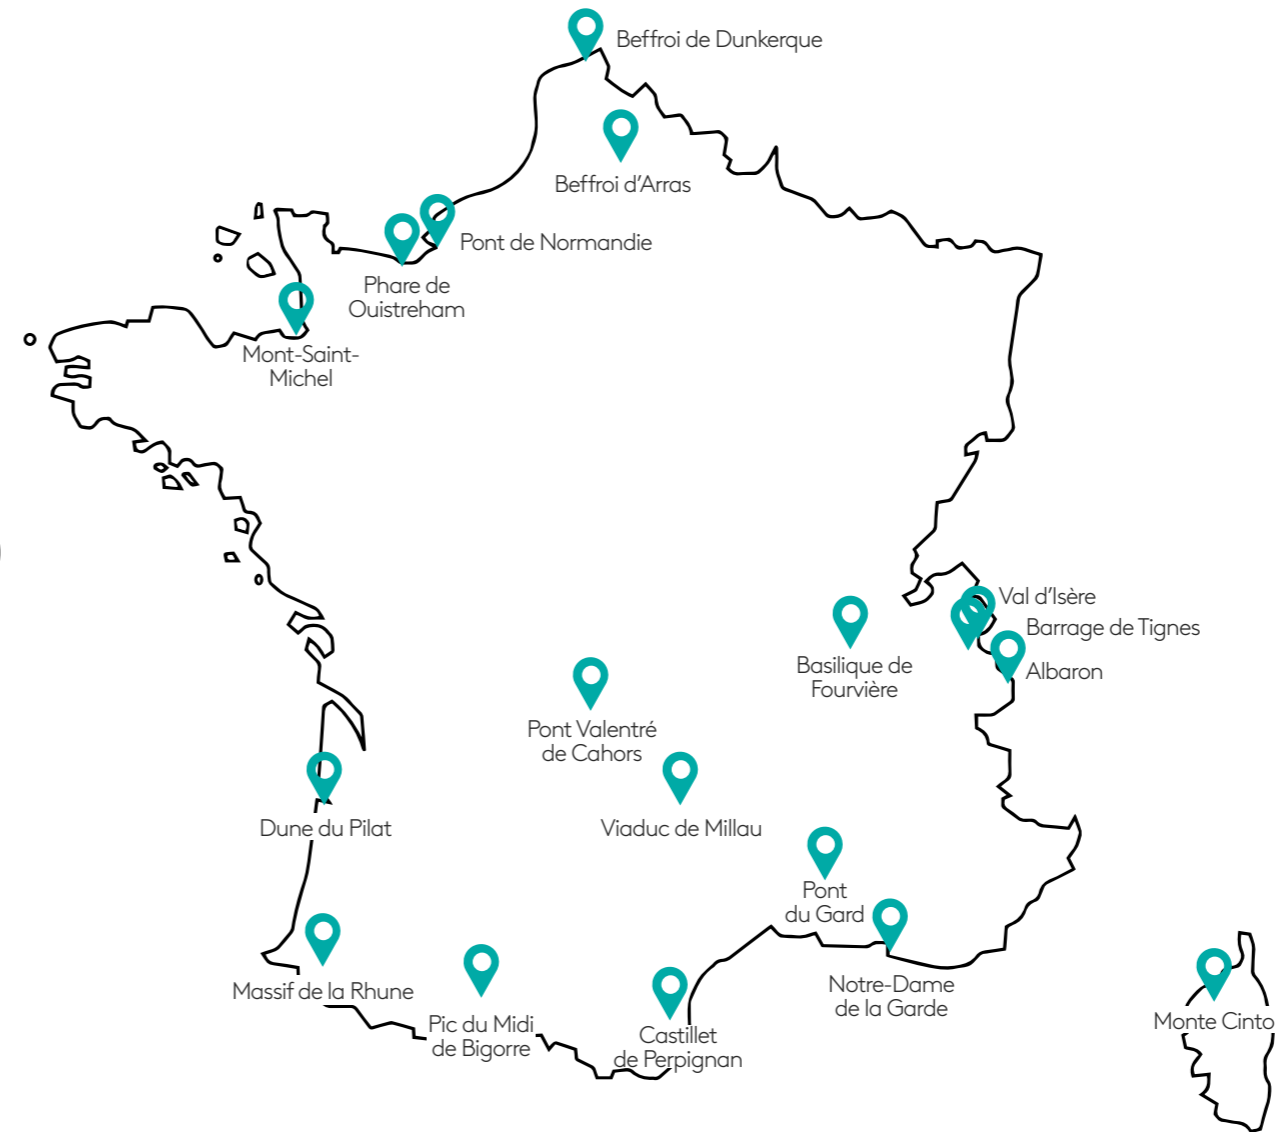 Beffroi de Dunkerque
Beffroi d'Arras
Pont de Normandie
Phare de
Ouistreham
Mont-Saint-
Michel
Val d'Isère
Barrage de Tignes
Basilique de
Fourvière
Albaron
Pont Valentré
de Cahors
Dune du Pilat
Viaduc de Millau
Pont
du Gard
Massif de la Rhune
Notre-Dame
de la Garde
Pic du Midi
de Bigorre
Castillet
de Perpignan
Monte Cinto